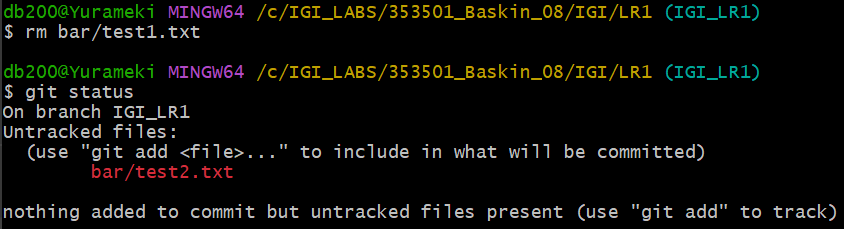 db200@Yurameki MINGW64 /c/IGI_LABS/353501_Baskin_08/IGI/LR1 (IGI_LR1)
$ rm bar/test1.txt
db200@Yurameki MINGW64 /c/IGI_LABS/353501_Baskin_08/IGI/LR1 (IGI_LR1)
$ git status
On branch IGI_LR1
Untracked files:
(use "git add <file>..." to include in what will be committed)
bar/test2.txt
nothing added to commit but untracked files present (use "git add" to track)